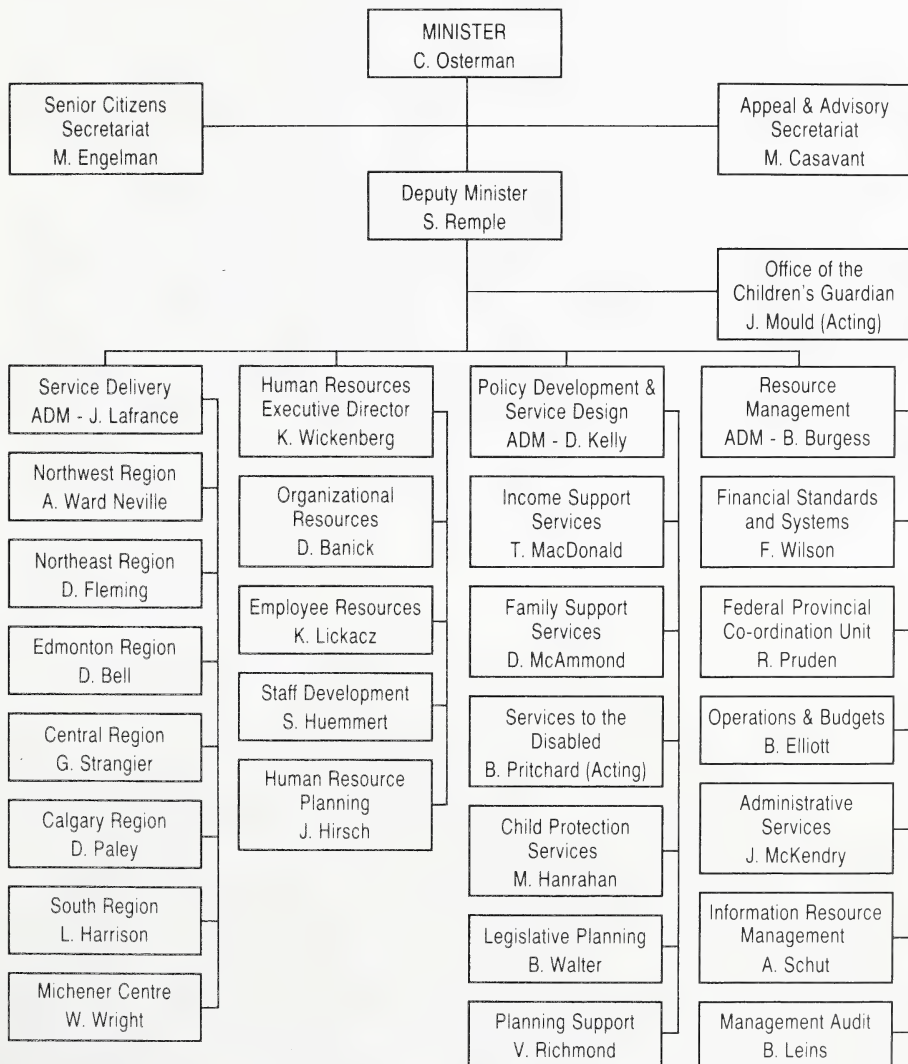 MINISTER
C. Osterman
Senior Citizens
Secretariat
M. Engelman
Appeal & Advisory
Secretariat
M. Casavant
Deputy Minister
S. Remple
Office of the
Children's Guardian
J. Mould (Acting)
Service Delivery
ADM - J. Lafrance
Northwest Region
A. Ward Neville
Northeast Region
D. Fleming
Edmonton Region
D. Bell
Central Region
G. Strangier
Calgary Region
D. Paley
South Region
L. Harrison
Michener Centre
W. Wright
Human Resources
Executive Director
K. Wickenberg
Organizational
Resources
D. Banick
Employee Resources
K. Lickacz
Staff Development
S. Huemmert
Human Resource
Planning
J. Hirsch
Policy Development &
Service Design
ADM - D. Kelly
Income Support
Services
T. MacDonald
Family Support
Services
D. McAmmond
Services to the
Disabled
B. Pritchard (Acting)
Child Protection
Services
M. Hanrahan
Legislative Planning
B. Walter
Planning Support
V. Richmond
Resource
Management
ADM - B. Burgess
Financial Standards
and Systems
F. Wilson
Federal Provincial
Co-ordination Unit
R. Pruden
Operations & Budgets
B. Elliott
Administrative
Services
J. McKendry
Information Resource
Management
A. Schut
Management Audit
B. Leins